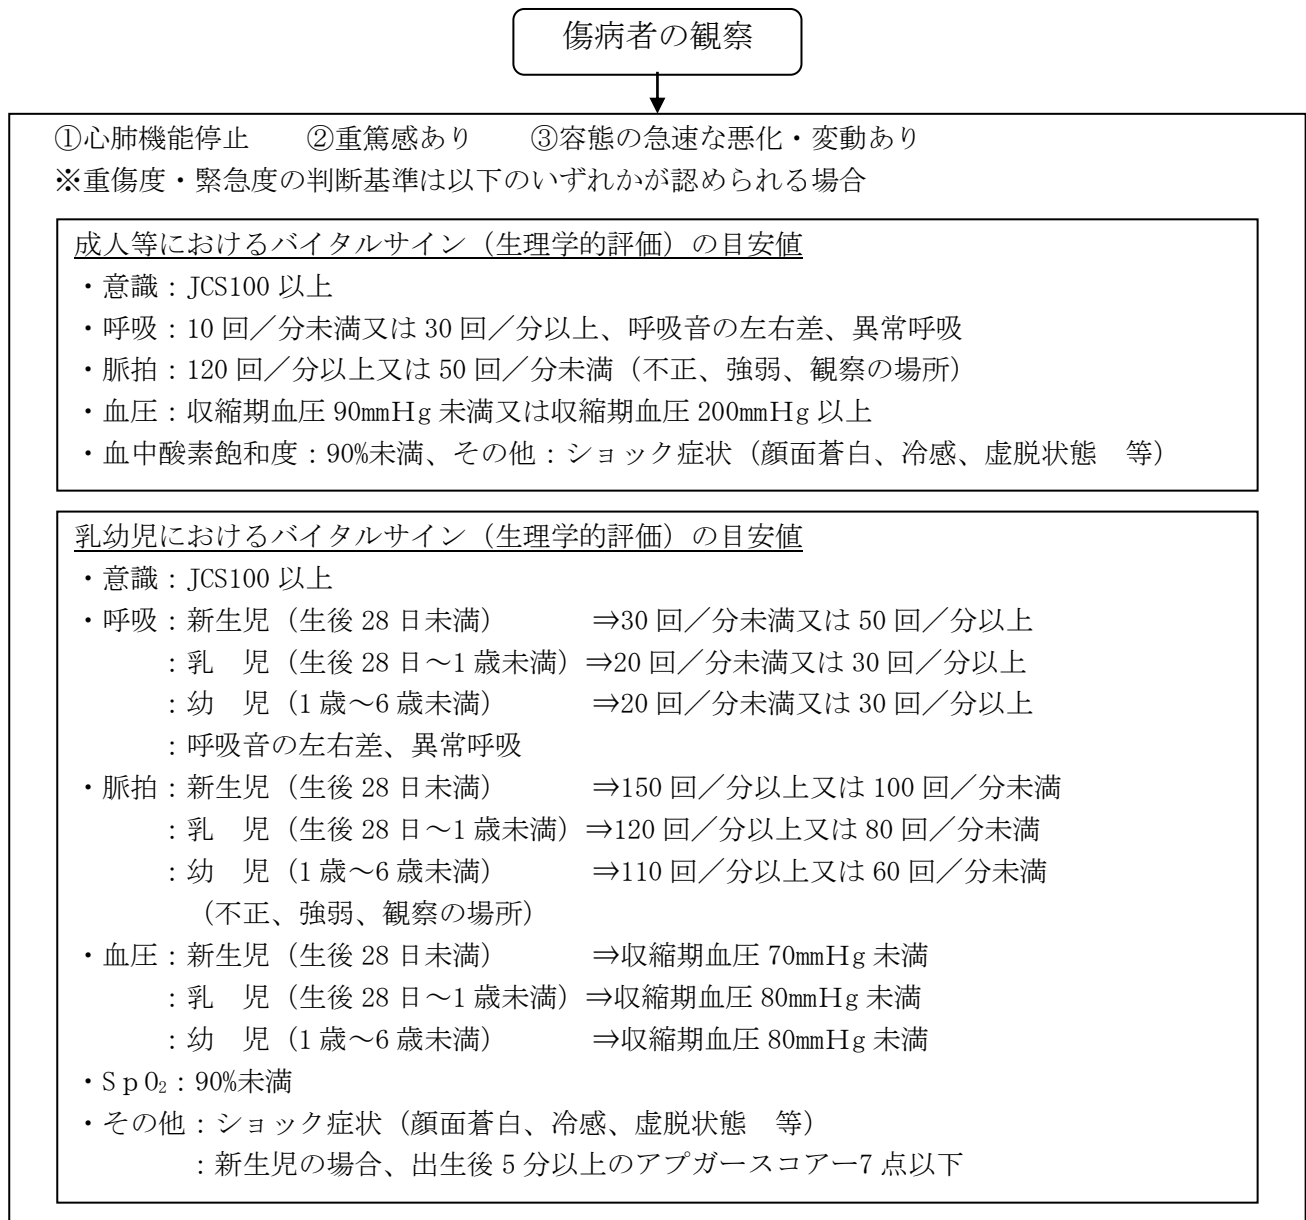 傷病者の観察
①心肺機能停止　　②重篤感あり　　③容態の急速な悪化・変動あり
※重傷度・緊急度の判断基準は以下のいずれかが認められる場合
成人等におけるバイタルサイン（生理学的評価）の目安値
・意識：JCS100 以上
・呼吸：10 回／分未満又は 30 回／分以上、呼吸音の左右差、異常呼吸
・脈拍：120 回／分以上又は 50 回／分未満（不正、強弱、観察の場所）
・血圧：収縮期血圧 90mmHg 未満又は収縮期血圧 200mmHg 以上
・血中酸素飽和度：90%未満、その他：ショック症状（顔面蒼白、冷感、虚脱状態　等）
乳幼児におけるバイタルサイン（生理学的評価）の目安値
・意識：JCS100 以上
・呼吸：新生児（生後 28 日未満）　　　⇒30 回／分未満又は 50 回／分以上
：乳　児（生後 28 日～1 歳未満）⇒20 回／分未満又は 30 回／分以上
：幼　児（1 歳～6 歳未満）　　　⇒20 回／分未満又は 30 回／分以上
：呼吸音の左右差、異常呼吸
・脈拍：新生児（生後 28 日未満）　　　⇒150 回／分以上又は 100 回／分未満
：乳　児（生後 28 日～1 歳未満）⇒120 回／分以上又は 80 回／分未満
：幼　児（1 歳～6 歳未満）　　　⇒110 回／分以上又は 60 回／分未満
（不正、強弱、観察の場所）
・血圧：新生児（生後 28 日未満）　　　⇒収縮期血圧 70mmHg 未満
：乳　児（生後 28 日～1 歳未満）⇒収縮期血圧 80mmHg 未満
：幼　児（1 歳～6 歳未満）　　　⇒収縮期血圧 80mmHg 未満
・SpO₂：90%未満
・その他：ショック症状（顔面蒼白、冷感、虚脱状態　等）
：新生児の場合、出生後 5 分以上のアプガースコアー7 点以下